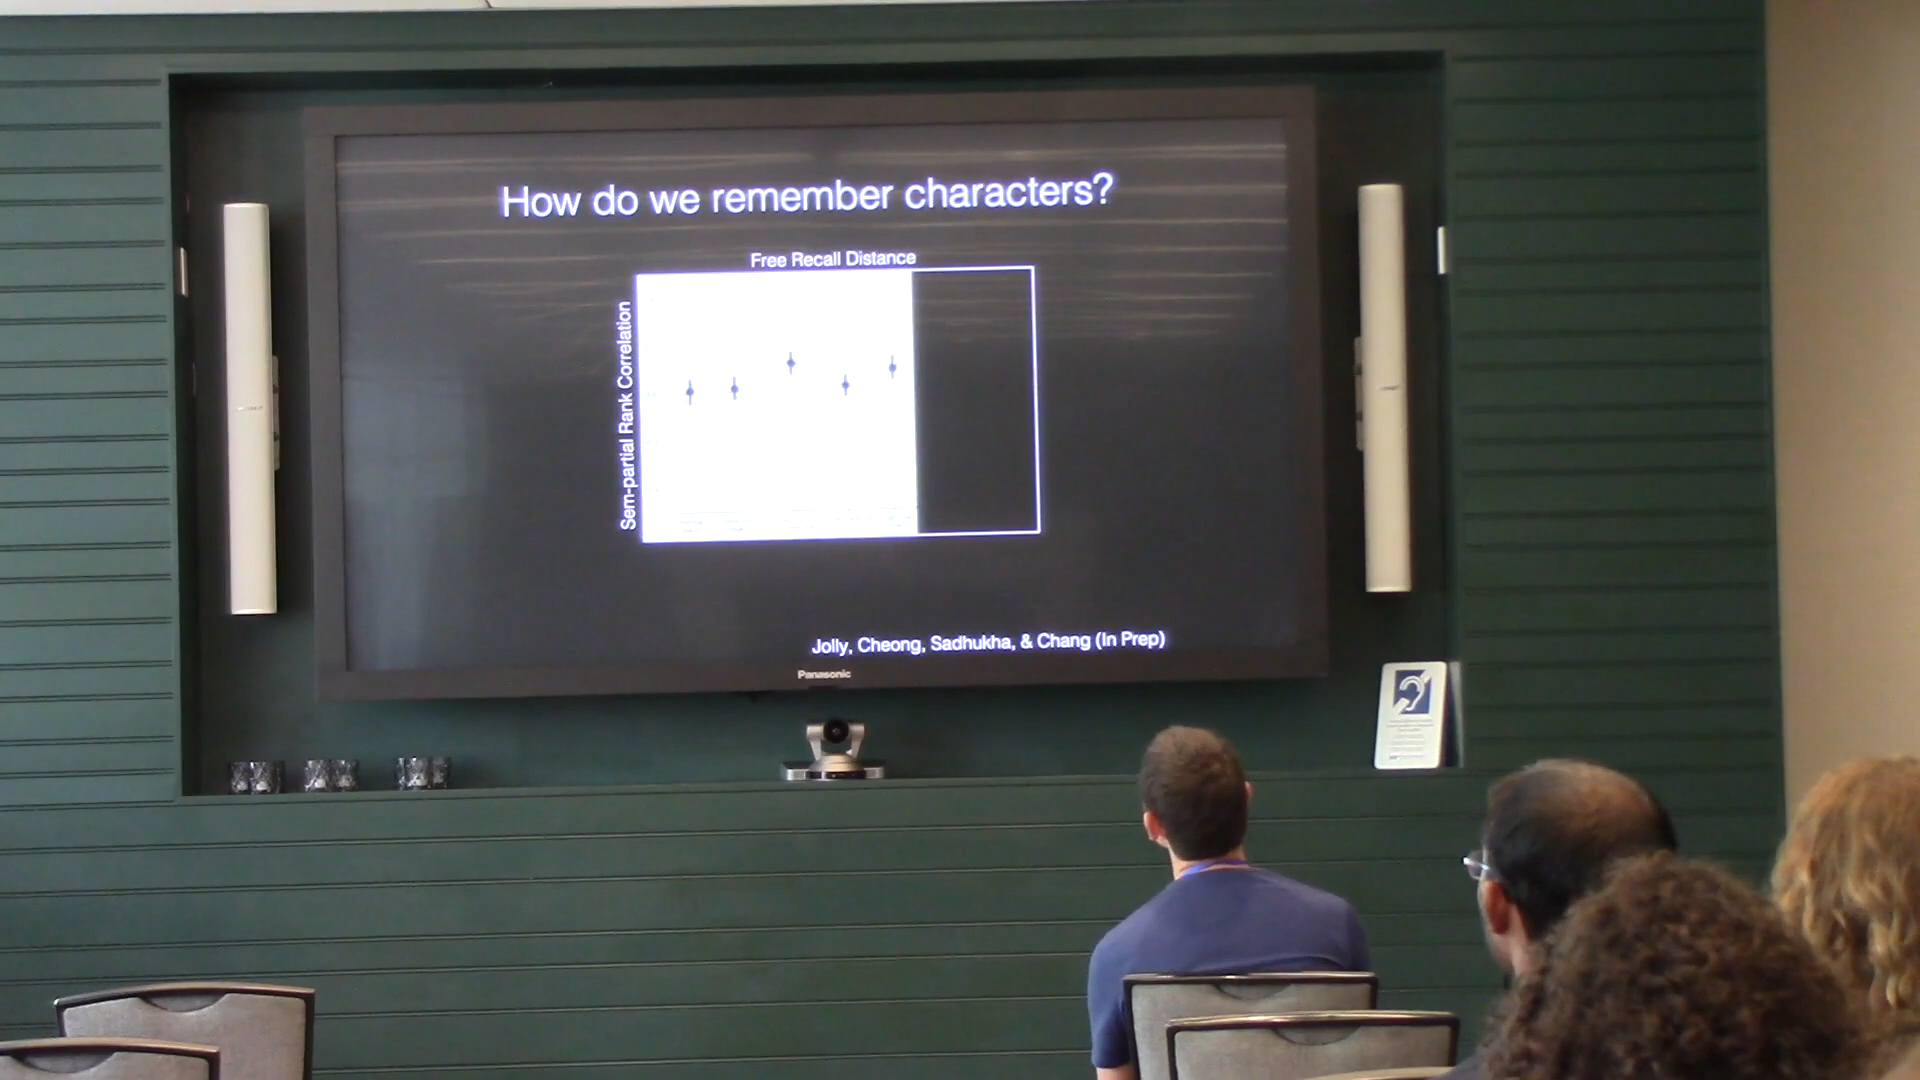 How do we remember characters?
Free Recall Distance
Sem-partial Rank Correlation
Jolly, Cheong, Sadhukha, & Chang (In Prep)
Panasonic